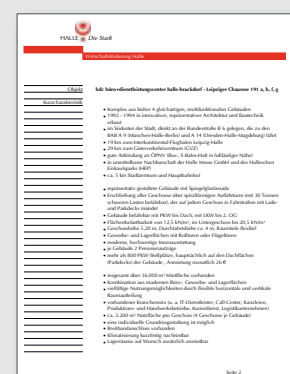 HALLE Die Stadt
Wirtschaftsförderung Halle
Objekt
bdc büro+dienstleistungscenter halle-bruckdorf - Leipziger Chaussee 191 a, b, f, g
Kurzcharakteristik
• Komplex aus bisher 4 gleichartigen, multifunktionalen Gebäuden
• 1992 - 1994 in innovativer, repräsentativer Architektur und Bautechnik
erbaut
• im Südosten der Stadt, direkt an der Bundesstraße B 6 gelegen, die zu den
BAB A 9 (München-Halle-Berlin) und A 14 (Dresden-Halle-Magdeburg) führt
• 19 km zum Interkontinental-Flughafen Leipzig-Halle
• 29 km zum Güterverkehrszentrum (GVZ)
• gute Anbindung an ÖPNV (Bus-, S-Bahn-Halt in fußläufiger Nähe)
• in unmittelbarer Nachbarschaft der Halle Messe GmbH und des Halleschen
Einkaufsparks (HEP)
• ca. 5 km Stadtzentrum und Hauptbahnhof
• repräsentativ gestaltete Gebäude mit Spiegelglasfassade
• Erschließung aller Geschosse über spiralförmigen Auffahrturm (mit 30 Tonnen
schweren Lasten befahrbar), der auf jedem Geschoss in Fahrstraßen mit Lade-
und Parkdecks mündet
• Gebäude befahrbar mit PKW bis Dach, mit LKW bis 2. OG
• Flächenbelastbarkeit von 12,5 kN/m², im Untergeschoss bis 20,5 kN/m²
• Geschosshöhe 5,20 m, Durchfahrtshöhe ca. 4 m, Raumtiefe flexibel
• Gewerbe- und Lagerflächen mit Rolltoren oder Flügeltüren
• moderne, hochwertige Innenausstattung
• je Gebäude 2 Personenaufzüge
• mehr als 800 PKW-Stellplätze, hauptsächlich auf den Dachflächen
(Parkdecks) der Gebäude , Anmietung monatlich 26 €
• insgesamt über 36.000 m² Mietfläche vorhanden
• Kombination aus modernen Büro-, Gewerbe- und Lagerflächen
• vielfältige Nutzungsmöglichkeiten durch flexible horizontale und vertikale
Raumaufteilung
• vorhandener Branchenmix (u. a. IT-Dienstleister, Call-Center, Kanzleien,
Produktions- und Handwerksbetriebe, Kurierdienst, Logistikunternehmen)
• ca. 2.200 m² Nutzfläche pro Geschoss (4 Geschosse je Gebäude)
• eine individuelle Grundrissgestaltung ist möglich
• Breitbandanschluss vorhanden
• Klimatisierung kurzfristig nachrüstbar
• Lagerräume auf Wunsch zusätzlich anmietbar
Seite 2